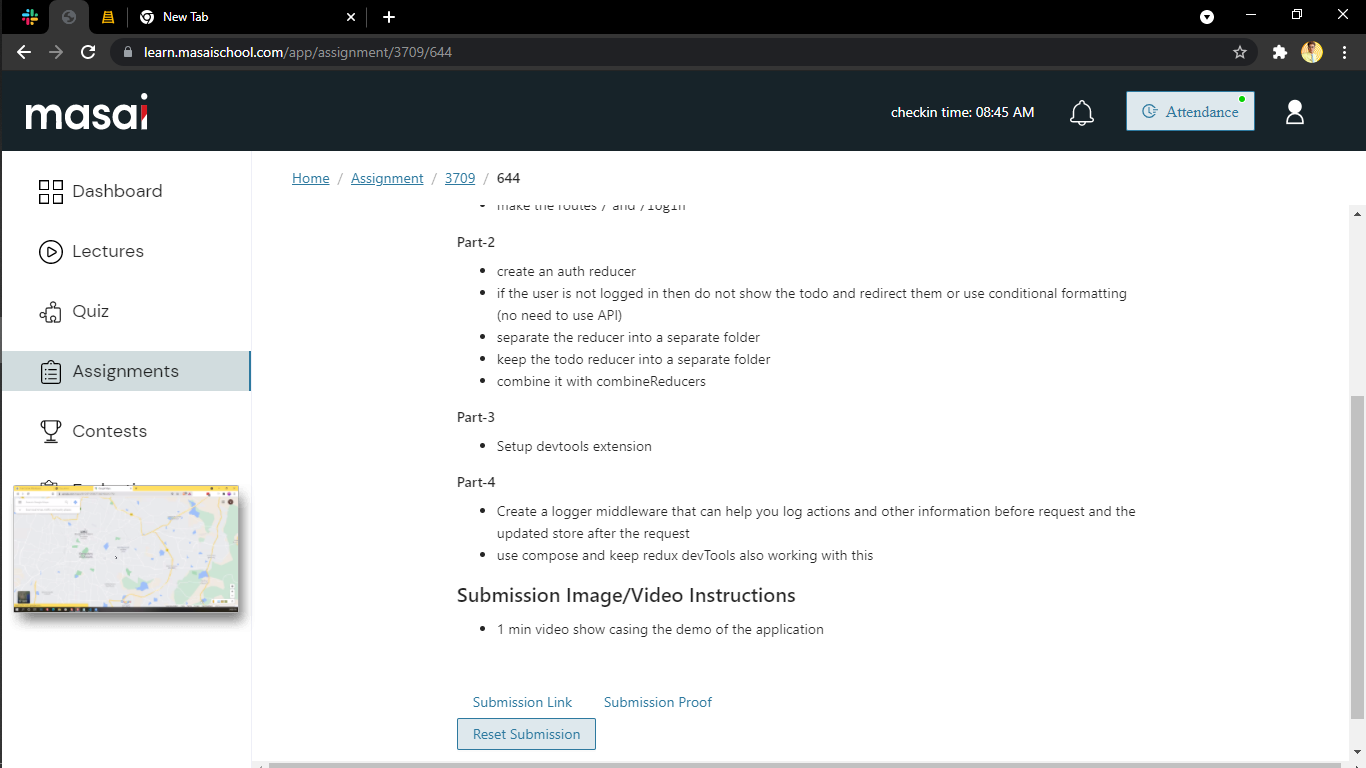 New Tab
learn.masaischool.com/app/assignment/3709/644
masai
checkin time: 08:45 AM
Attendance
Dashboard
Lectures
Quiz
Assignments
Contests
Home / Assignment / 3709 / 644
make the routes / and /login
Part-2
create an auth reducer
if the user is not logged in then do not show the todo and redirect them or use conditional formatting
(no need to use API)
separate the reducer into a separate folder
keep the todo reducer into a separate folder
combine it with combineReducers
Part-3
Setup devtools extension
Part-4
Create a logger middleware that can help you log actions and other information before request and the
updated store after the request
use compose and keep redux devTools also working with this
Submission Image/Video Instructions
1 min video show casing the demo of the application
Submission Link
Submission Proof
Reset Submission